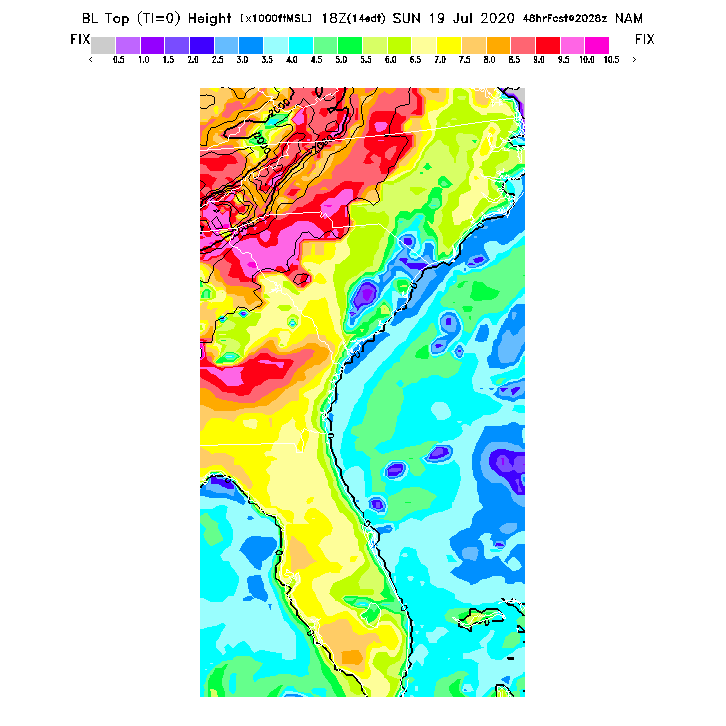 BL Top (TI=0) Height [x1000ftMSL] 18Z(14edt) SUN 19 Jul 2020 48hrFcst@2028z NAM
FIX FIX
< 0.5 1.0 1.5 2.0 2.5 3.0 3.5 4.0 4.5 5.0 5.5 6.0 6.5 7.0 7.5 8.0 8.5 9.0 9.5 10.0 10.5 >
2000
2000